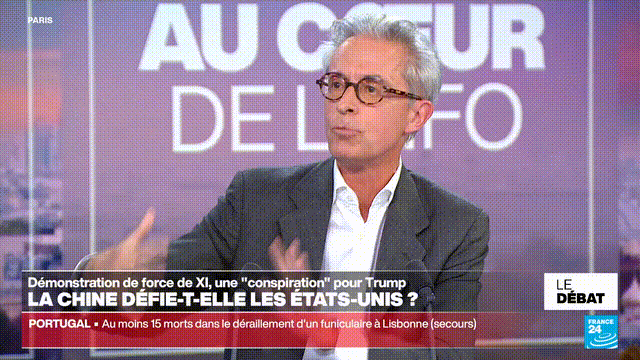 PARIS
AU CŒUR
DE L'INFO
Démonstration de force de XI, une "conspiration" pour Trump
LA CHINE DÉFIE-T-ELLE LES ÉTATS-UNIS ?
LE
DÉBAT
PORTUGAL ▪ Au moins 15 morts dans le déraillement d'un funiculaire à Lisbonne (secours)
FRANCE
24